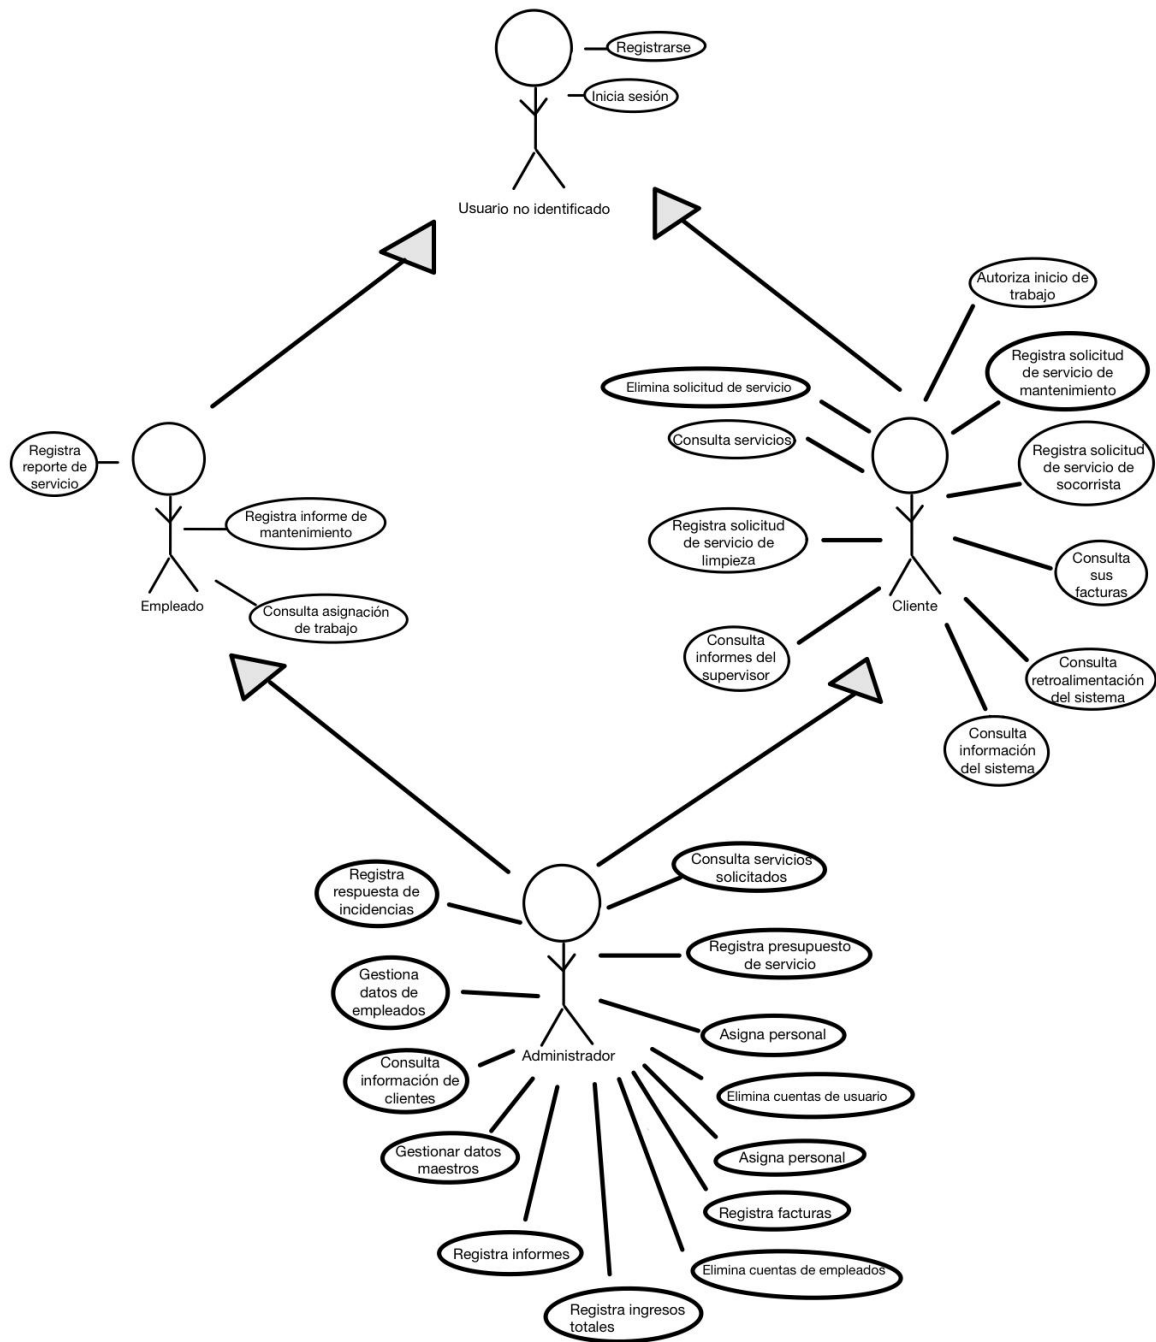 Registrarse
Inicia sesión
Usuario no identificado
Autoriza inicio de
trabajo
Registra solicitud
de servicio de
mantenimiento
Elimina solicitud de servicio
Consulta servicios
Registra solicitud
de servicio de
socorrista
Registra solicitud
de servicio de
limpieza
Consulta
sus
facturas
Cliente
Consulta
informes del
supervisor
Consulta
retroalimentación
del sistema
Consulta
información
del sistema
Registra
reporte de
servicio
Registra informe de
mantenimiento
Empleado
Consulta asignación
de trabajo
Registra
respuesta de
incidencias
Consulta servicios
solicitados
Registra presupuesto
de servicio
Gestiona
datos de
empleados
Asigna personal
Administrador
Consulta
información de
clientes
Elimina cuentas de usuario
Gestionar datos
maestros
Asigna personal
Registra facturas
Registra informes
Elimina cuentas de empleados
Registra ingresos
totales